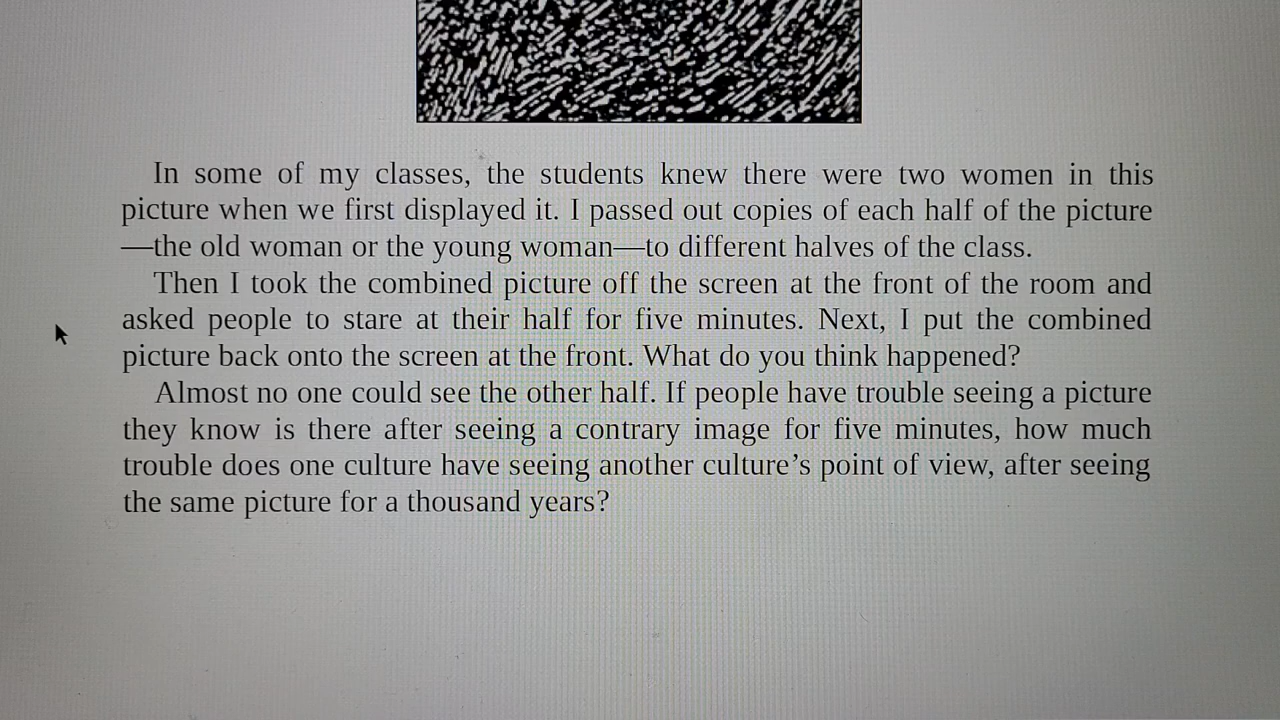 In some of my classes, the students knew there were two women in this
picture when we first displayed it. I passed out copies of each half of the picture
—the old woman or the young woman—to different halves of the class.
Then I took the combined picture off the screen at the front of the room and
asked people to stare at their half for five minutes. Next, I put the combined
picture back onto the screen at the front. What do you think happened?
Almost no one could see the other half. If people have trouble seeing a picture
they know is there after seeing a contrary image for five minutes, how much
trouble does one culture have seeing another culture’s point of view, after seeing
the same picture for a thousand years?